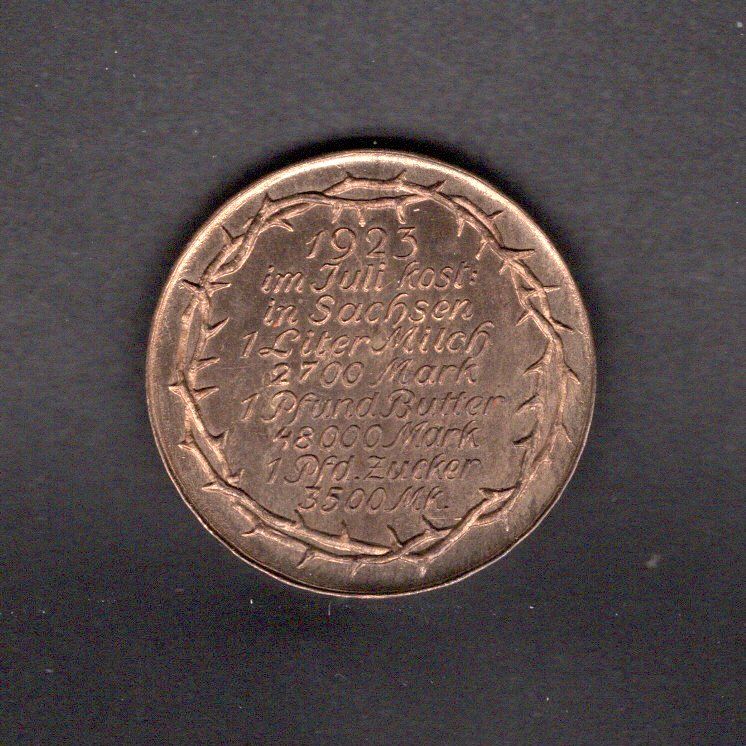 1923
im Juli kost:
in Sachsen
1 Liter Milch
2700 Mark
1 Pfund Butter
48000 Mark
1 Pfd. Zucker
3500 Mk.